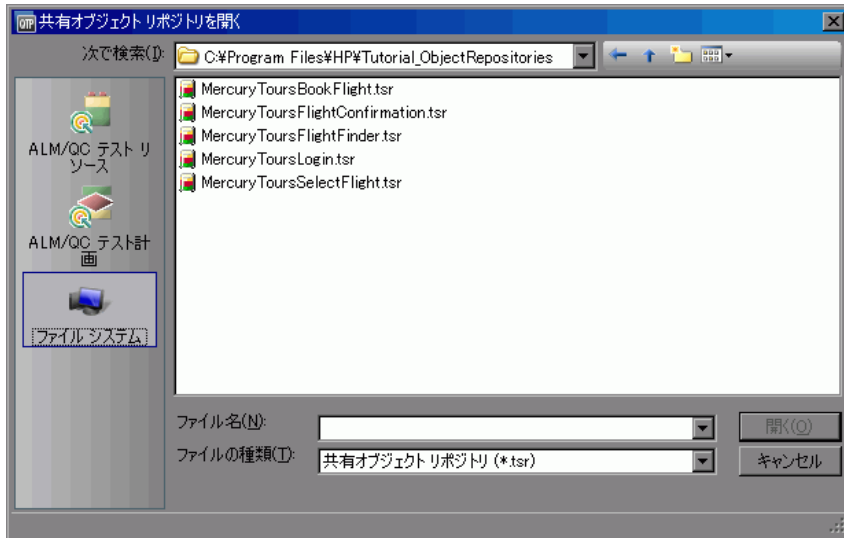 QTP 共有オブジェクト リポジトリを開く
次で検索(I):
C:¥Program Files¥HP¥Tutorial_ObjectRepositories
MercuryToursBookFlight.tsr
MercuryToursFlightConfirmation.tsr
MercuryToursFlightFinder.tsr
MercuryToursLogin.tsr
MercuryToursSelectFlight.tsr
ALM/QC テスト リ
ソース
ALM/QC テスト計
画
ファイル システム
ファイル名(N):
開く(O)
ファイルの種類(T):
共有オブジェクト リポジトリ (*.tsr)
キャンセル